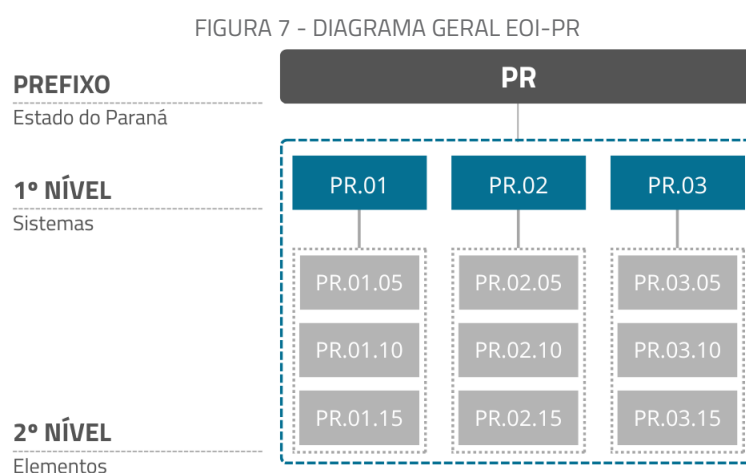 FIGURA 7 - DIAGRAMA GERAL EOI-PR
PREFIXO
Estado do Paraná
PR
1º NÍVEL
Sistemas
PR.01
PR.02
PR.03
PR.01.05
PR.02.05
PR.03.05
PR.01.10
PR.02.10
PR.03.10
PR.01.15
PR.02.15
PR.03.15
2º NÍVEL
Elementos